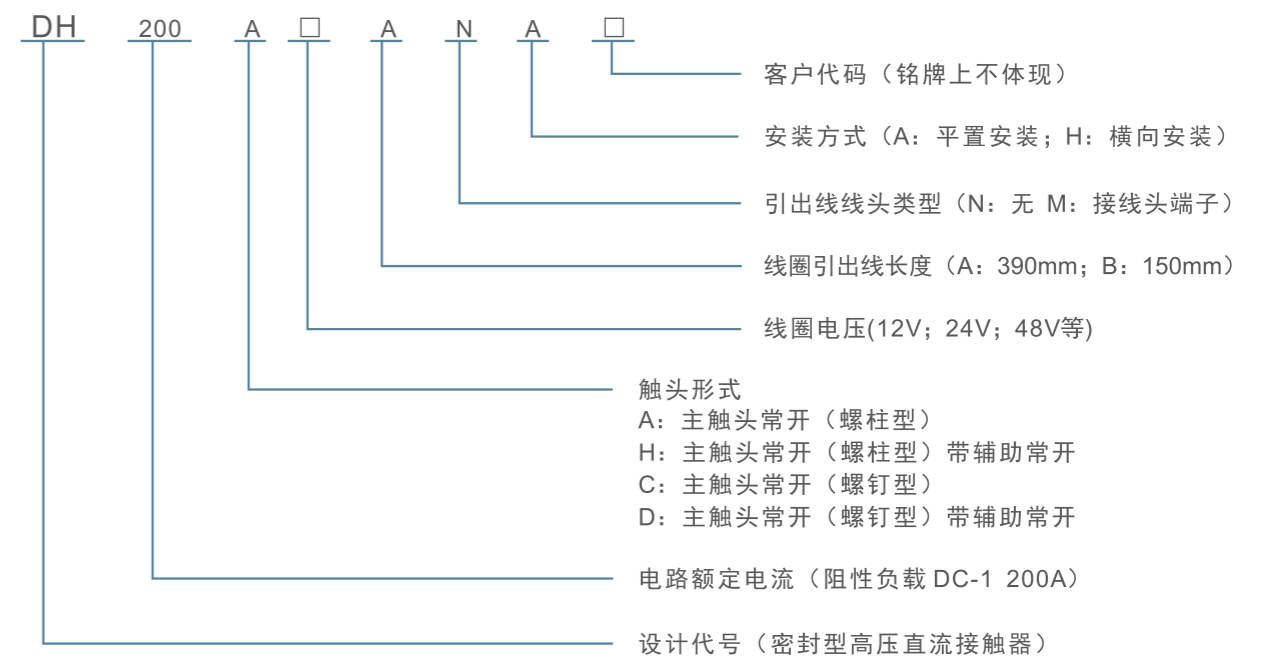 DH 200 A □ A N A □
客户代码（铭牌上不体现）
安装方式（A：平置安装；H：横向安装）
引出线线头类型（N：无 M：接线头端子）
线圈引出线长度（A：390mm；B：150mm）
线圈电压(12V；24V；48V等)
触头形式
A：主触头常开（螺柱型）
H：主触头常开（螺柱型）带辅助常开
C：主触头常开（螺钉型）
D：主触头常开（螺钉型）带辅助常开
电路额定电流（阻性负载 DC-1 200A）
设计代号（密封型高压直流接触器）